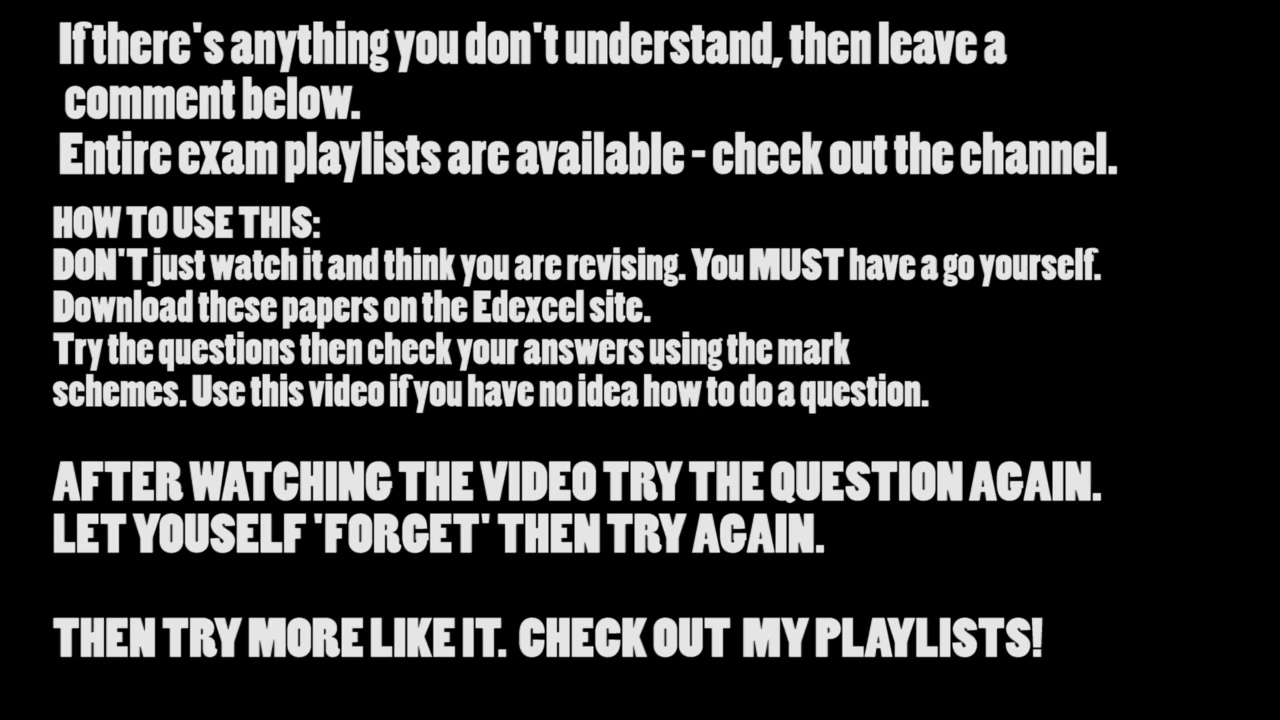 If there's anything you don't understand, then leave a
comment below.
Entire exam playlists are available - check out the channel.
HOW TO USE THIS:
DON'T just watch it and think you are revising. You MUST have a go yourself.
Download these papers on the Edexcel site.
Try the questions then check your answers using the mark
schemes. Use this video if you have no idea how to do a question.
AFTER WATCHING THE VIDEO TRY THE QUESTION AGAIN.
LET YOUSELF 'FORGET' THEN TRY AGAIN.
THEN TRY MORE LIKE IT. CHECK OUT MY PLAYLISTS!